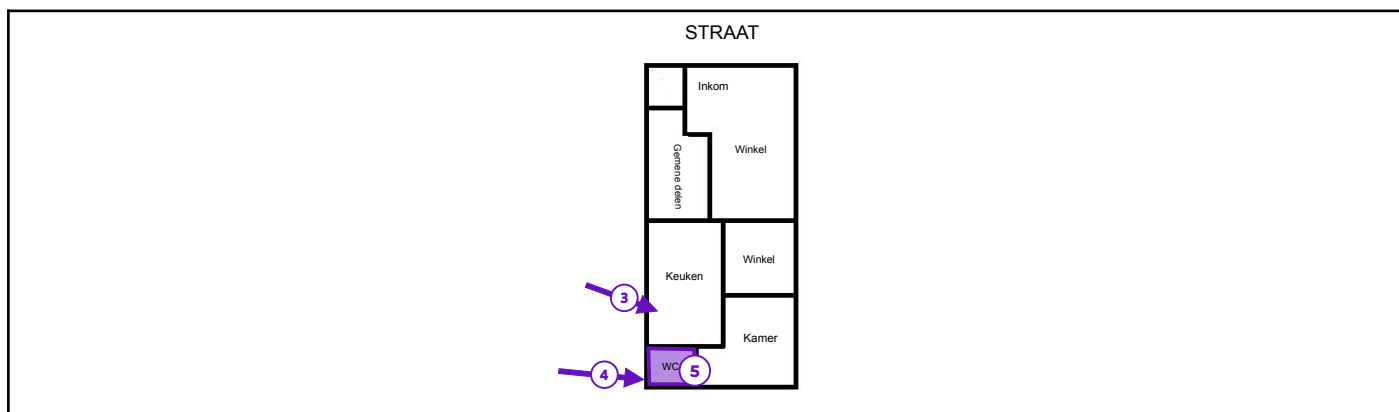 STRAAT
Inkom
Winkel
Gemene delen
Winkel
Keuken
3
Kamer
WC
5
4